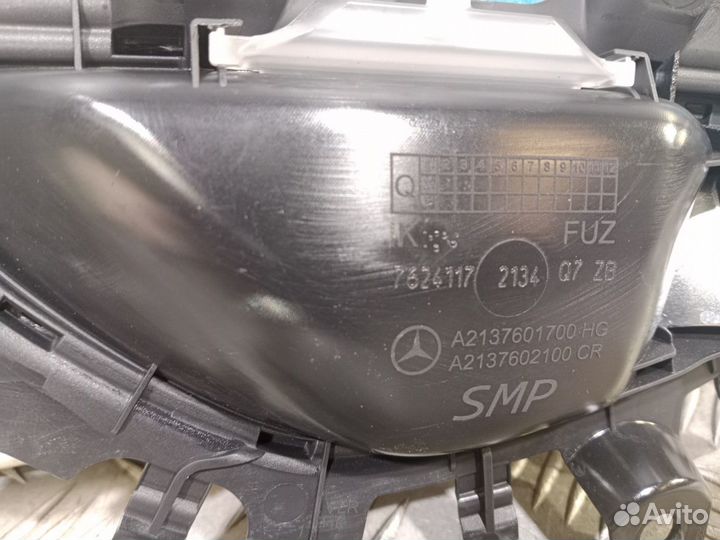 Q 1 2 3 4 5 6 7 8 9 10 11 12
K FUZ
7624117 2134 Q7 ZB
A2137601700 HG
A2137602100 CR
SMP
Avito